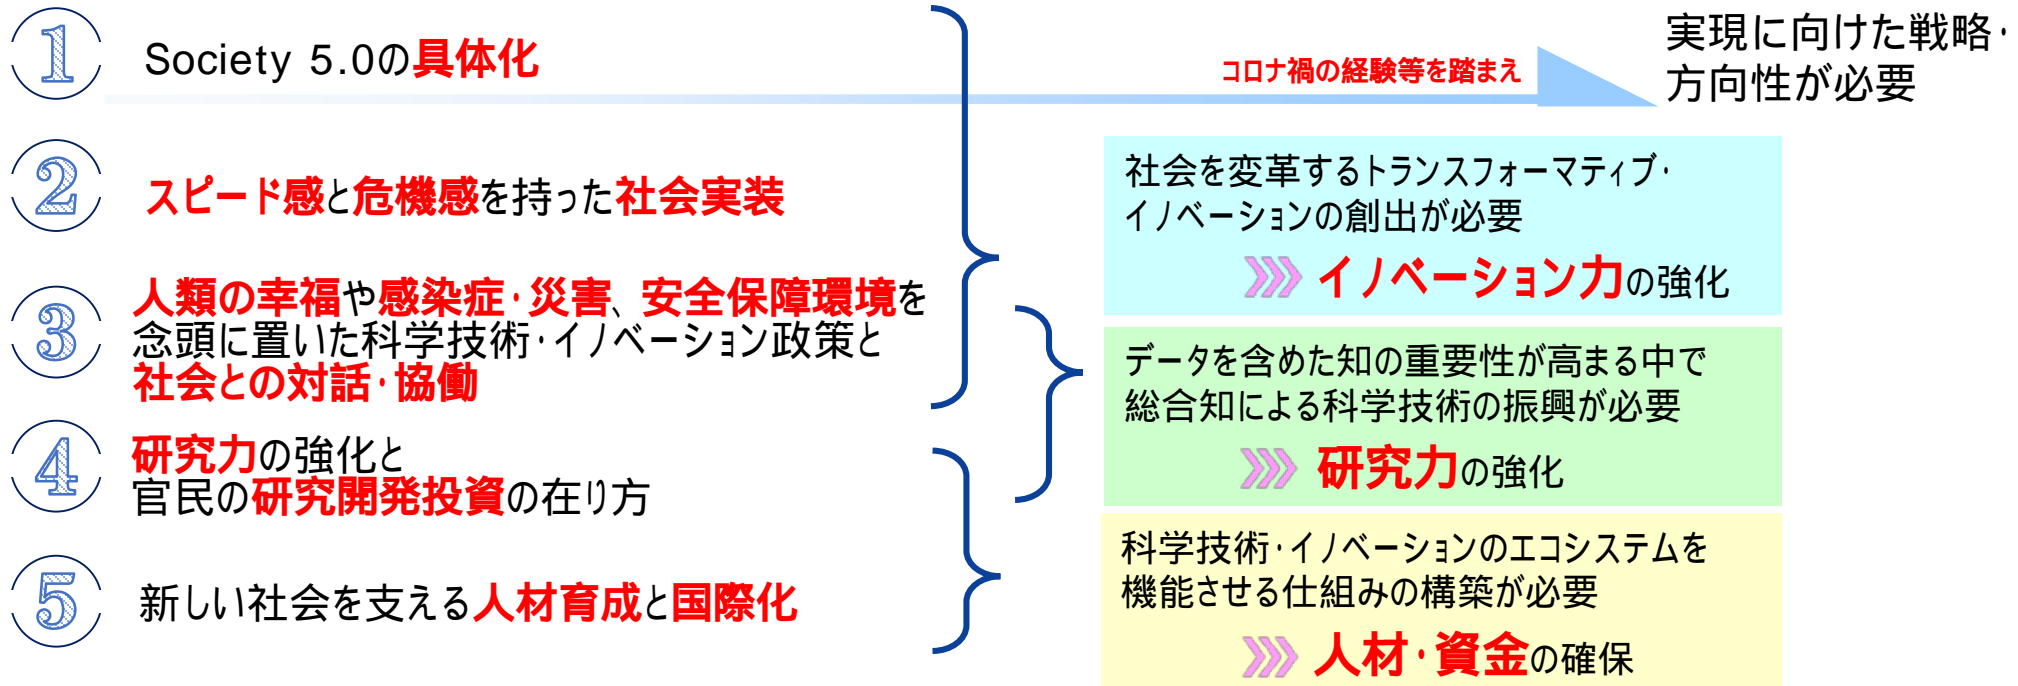 1
Society 5.0の具体化
コロナ禍の経験等を踏まえ
実現に向けた戦略・
方向性が必要
2
スピード感と危機感を持った社会実装
3
人類の幸福や感染症・災害、安全保障環境を
念頭に置いた科学技術・イノベーション政策と
社会との対話・協働
4
研究力の強化と
官民の研究開発投資の在り方
5
新しい社会を支える人材育成と国際化
社会を変革するトランスフォーマティブ・
イノベーションの創出が必要
イノベーション力の強化
データを含めた知の重要性が高まる中で
総合知による科学技術の振興が必要
研究力の強化
科学技術・イノベーションのエコシステムを
機能させる仕組みの構築が必要
人材・資金の確保